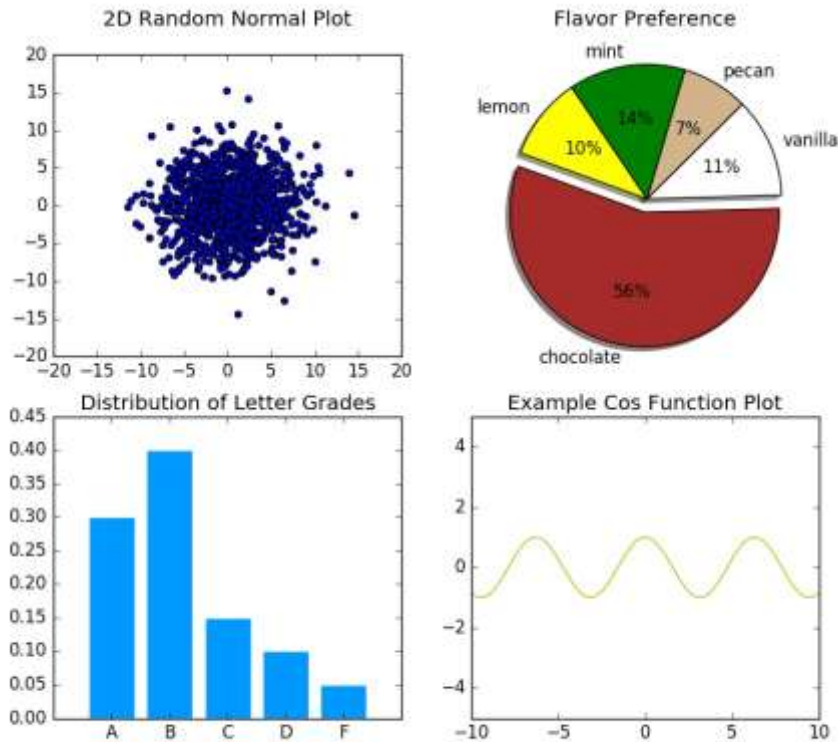 2D Random Normal Plot
20
15
10
5
0
−5
−10
−15
−20
−20 −15 −10 −5 0 5 10 15 20
Flavor Preference
mint
pecan
lemon
vanilla
14%
7%
10%
11%
56%
chocolate
Distribution of Letter Grades
0.45
0.40
0.35
0.30
0.25
0.20
0.15
0.10
0.05
0.00
A B C D F
Example Cos Function Plot
4
2
0
−2
−4
−10 −5 0 5 10